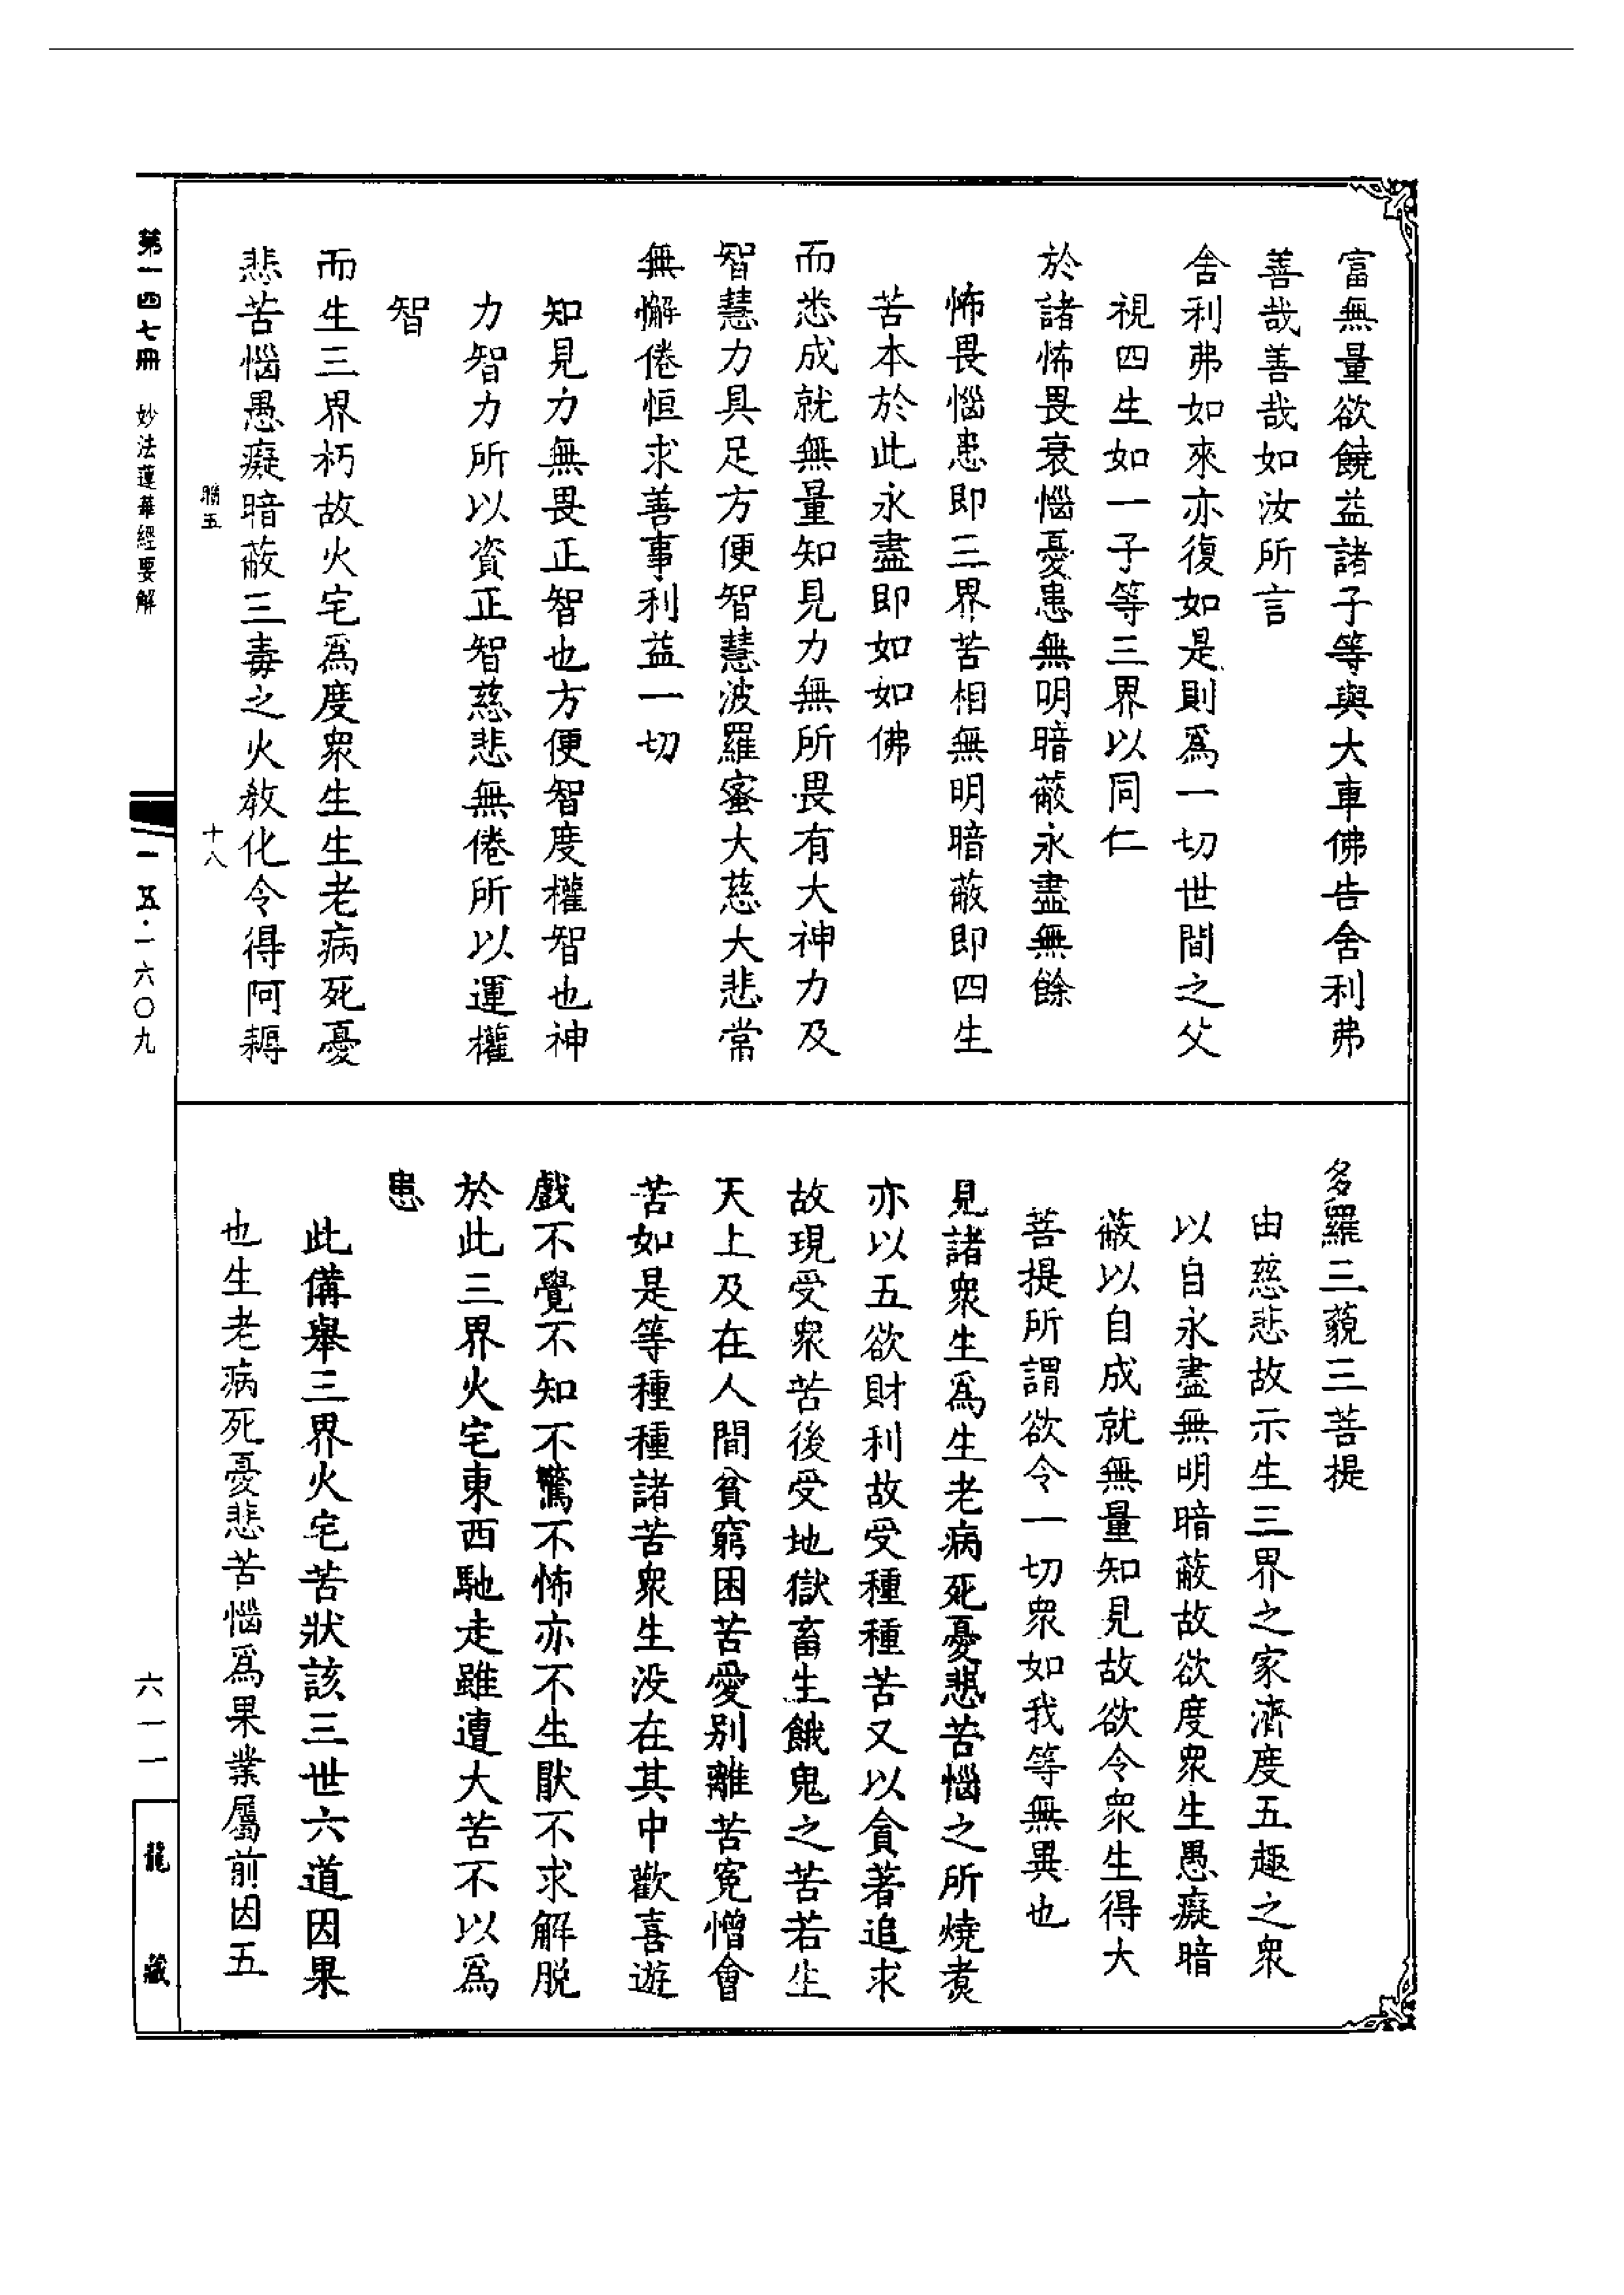 富無量欲饒益諸子等與大車佛告舍利弗
善哉善哉如汝所言
舍利弗如來亦復如是則爲一切世間之父
視四生如一子等三界以同仁
於諸怖畏衰惱憂患無明暗蔽永盡無餘
怖畏惱患即三界苦相無明暗蔽即四生
苦本於此永盡即如如佛
而悉成就無量知見力無所畏有大神力及
智慧力具足方便智慧波羅蜜大慈大悲常
無懈倦恒求善事利益一切
知見力無畏正智也方便智度權智也神
力智力所以資正智慈悲無倦所以運權
智
而生三界朽故火宅爲度衆生生老病死憂
悲苦惱愚癡暗蔽三毒之火教化令得阿耨
多羅三藐三菩提
由慈悲故示生三界之家濟度五趣之衆
以自永盡無明暗蔽故欲度衆生愚癡暗
蔽以自成就無量知見故欲令衆生得大
菩提所謂欲令一切衆如我等無異也
見諸衆生爲生老病死憂悲苦惱之所燒煑
亦以五欲財利故受種種苦又以貪著追求
故現受衆苦後受地獄畜生餓鬼之苦若生
天上及在人間貧窮困苦愛別離苦寃憎會
苦如是等種種諸苦衆生没在其中歡喜遊
戲不覺不知不驚不怖亦不生猒不求解脱
於此三界火宅東西馳走雖遭大苦不以爲
患
此備舉三界火宅苦狀該三世六道因果
也生老病死憂悲苦惱爲果業屬前因五
聯五
十八
第一四七冊 妙法蓮華經要解
一五·一六〇九
六一一
龍藏